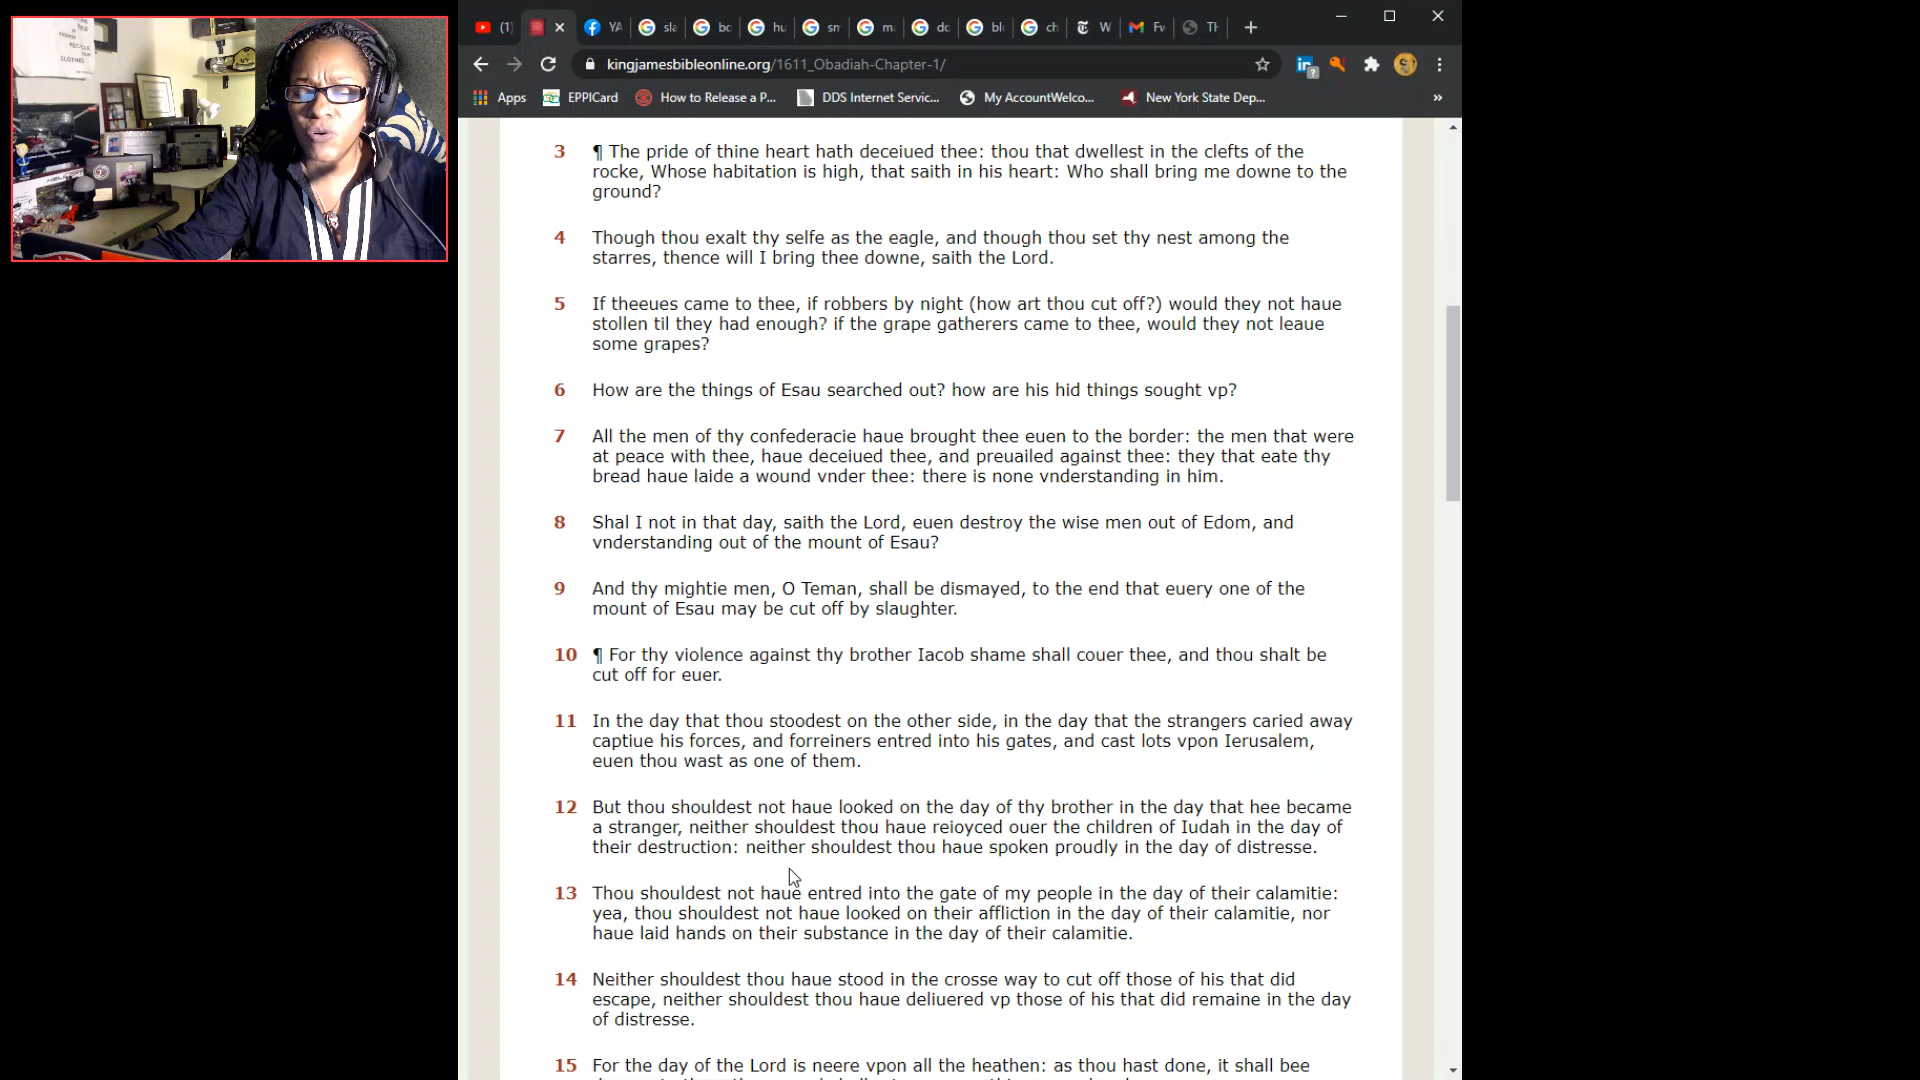 (1)
YA
sla
bc
hu
sn
m
dc
bl
ch
W
Fv
Tl
kingjamesbibleonline.org/1611_Obadiah-Chapter-1/
Apps
EPPICard
How to Release a P...
DDS Internet Servic...
My AccountWelco...
New York State Dep...
»
3 ¶ The pride of thine heart hath deceiued thee: thou that dwellest in the clefts of the
rocke, Whose habitation is high, that saith in his heart: Who shall bring me downe to the
ground?
4 Though thou exalt thy selfe as the eagle, and though thou set thy nest among the
starres, thence will I bring thee downe, saith the Lord.
5 If theeues came to thee, if robbers by night (how art thou cut off?) would they not haue
stollen til they had enough? if the grape gatherers came to thee, would they not leaue
some grapes?
6 How are the things of Esau searched out? how are his hid things sought vp?
7 All the men of thy confederacie haue brought thee euen to the border: the men that were
at peace with thee, haue deceiued thee, and preuailed against thee: they that eate thy
bread haue laide a wound vnder thee: there is none vnderstanding in him.
8 Shal I not in that day, saith the Lord, euen destroy the wise men out of Edom, and
vnderstanding out of the mount of Esau?
9 And thy mightie men, O Teman, shall be dismayed, to the end that euery one of the
mount of Esau may be cut off by slaughter.
10 ¶ For thy violence against thy brother Iacob shame shall couer thee, and thou shalt be
cut off for euer.
11 In the day that thou stoodest on the other side, in the day that the strangers caried away
captiue his forces, and forreiners entred into his gates, and cast lots vpon Ierusalem,
euen thou wast as one of them.
12 But thou shouldest not haue looked on the day of thy brother in the day that hee became
a stranger, neither shouldest thou haue reioyced ouer the children of Iudah in the day of
their destruction: neither shouldest thou haue spoken proudly in the day of distresse.
13 Thou shouldest not haue entred into the gate of my people in the day of their calamitie:
yea, thou shouldest not haue looked on their affliction in the day of their calamitie, nor
haue laid hands on their substance in the day of their calamitie.
14 Neither shouldest thou haue stood in the crosse way to cut off those of his that did
escape, neither shouldest thou haue deliuered vp those of his that did remaine in the day
of distresse.
15 For the day of the Lord is neere vpon all the heathen: as thou hast done, it shall bee